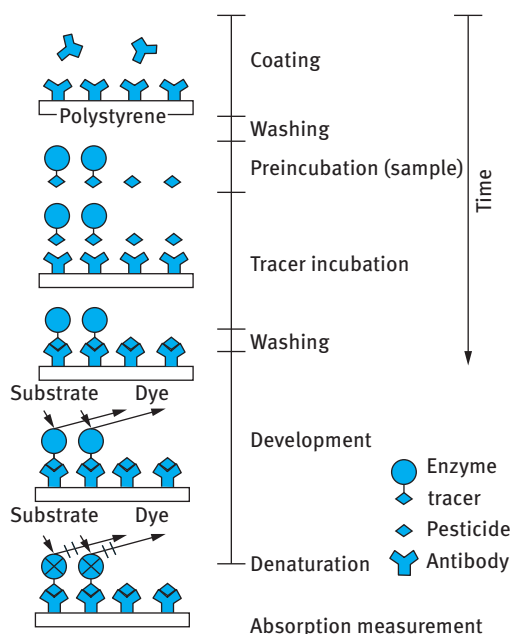 Coating
Polystyrene
Washing
Preincubation (sample)
Time
Tracer incubation
Washing
Substrate Dye
Development
Enzyme
tracer
Pesticide
Substrate Dye
Denaturation
Antibody
Absorption measurement